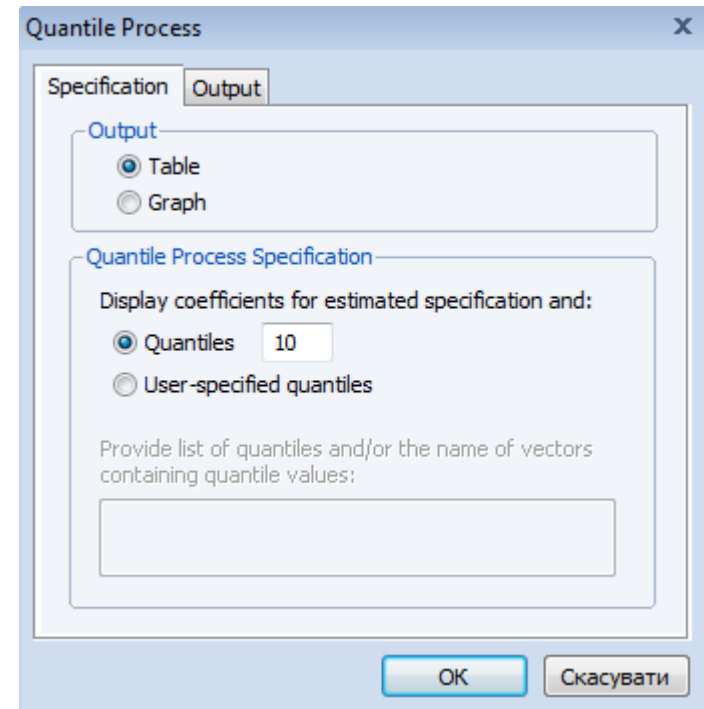 Quantile Process
Specification Output
Output
Table
Graph
Quantile Process Specification
Display coefficients for estimated specification and:
Quantiles 10
User-specified quantiles
Provide list of quantiles and/or the name of vectors
containing quantile values:
OK Скасувати